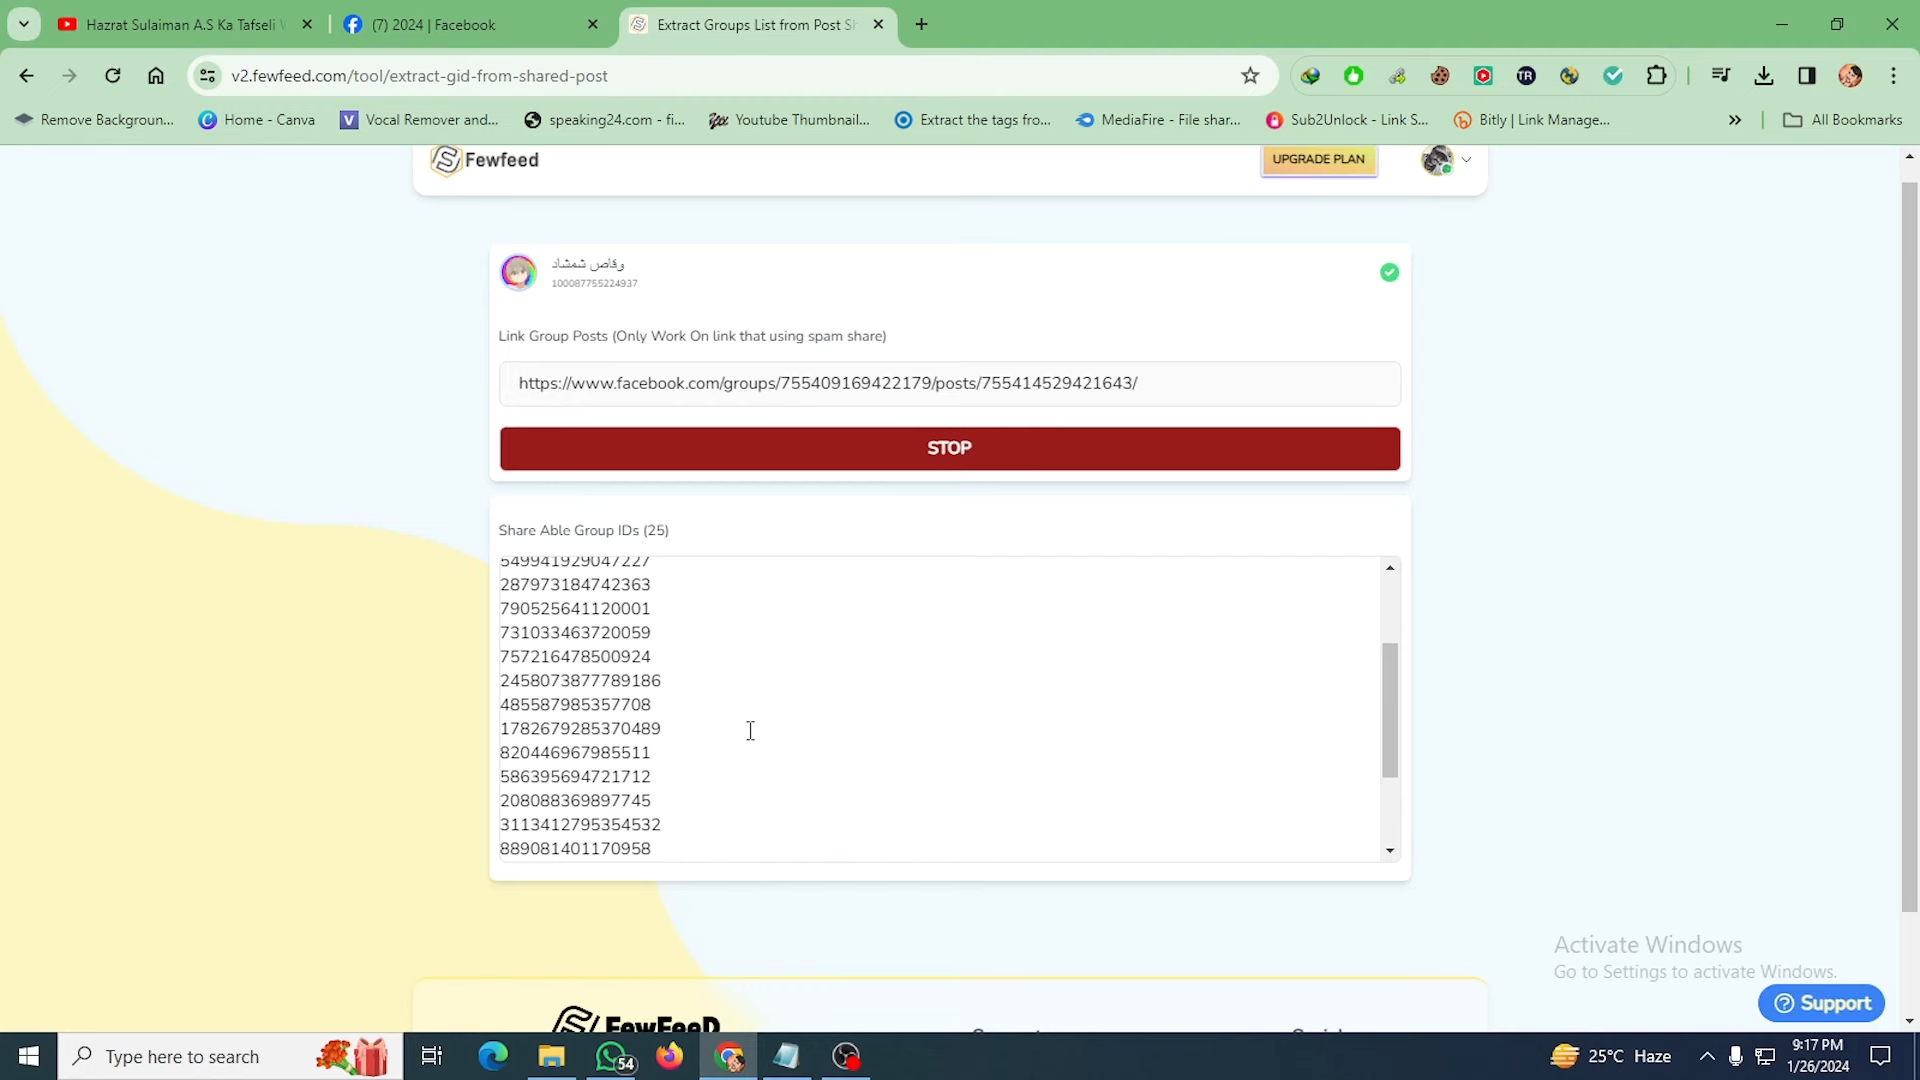 Hazrat Sulaiman A.S Ka Tafseli
(7) 2024 | Facebook
Extract Groups List from Post Sh
v2.fewfeed.com/tool/extract-gid-from-shared-post
Remove Backgroun...
Home - Canva
Vocal Remover and...
speaking24.com - fi...
Youtube Thumbnail...
Extract the tags fro...
MediaFire - File shar...
Sub2Unlock - Link S...
Bitly | Link Manage...
All Bookmarks
Fewfeed
UPGRADE PLAN
وقاص شمشاد
100087755224937
Link Group Posts (Only Work On link that using spam share)
https://www.facebook.com/groups/755409169422179/posts/755414529421643/
STOP
Share Able Group IDs (25)
549941929047227
287973184742363
790525641120001
731033463720059
757216478500924
2458073877789186
485587985357708
1782679285370489
820446967985511
586395694721712
208088369897745
3113412795354532
889081401170958
Activate Windows
Go to Settings to activate Windows.
Support
FewFeeD
Type here to search
54
25°C Haze
9:17 PM
1/26/2024